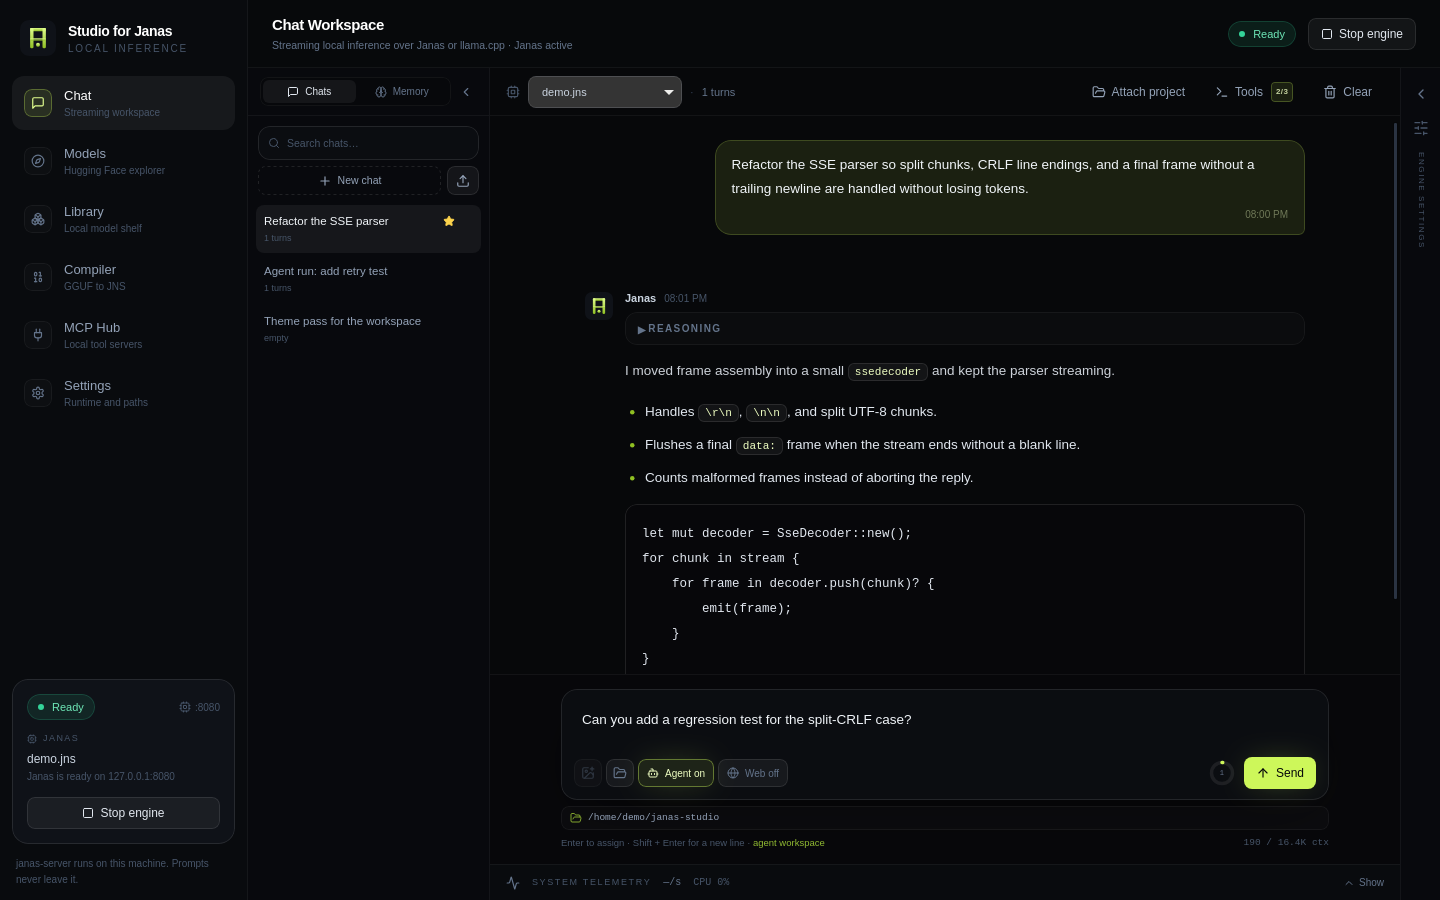 Studio for Janas
LOCAL INFERENCE
Chat
Streaming workspace
Models
Hugging Face explorer
Library
Local model shelf
Compiler
GGUF to JNS
MCP Hub
Local tool servers
Settings
Runtime and paths
Ready
:8080
JANAS
demo.jns
Janas is ready on 127.0.0.1:8080
Stop engine
janas-server runs on this machine. Prompts
never leave it.
Chat Workspace
Streaming local inference over Janas or llama.cpp · Janas active
Ready
Stop engine
Chats
Memory
Search chats…
New chat
Refactor the SSE parser
1 turns
Agent run: add retry test
1 turns
Theme pass for the workspace
empty
demo.jns
· 1 turns
Attach project
Tools 2/3
Clear
Refactor the SSE parser so split chunks, CRLF line endings, and a final frame without a
trailing newline are handled without losing tokens.
08:00 PM
Janas 08:01 PM
▶REASONING
I moved frame assembly into a small ssedecoder and kept the parser streaming.
• Handles \r\n, \n\n, and split UTF-8 chunks.
• Flushes a final data: frame when the stream ends without a blank line.
• Counts malformed frames instead of aborting the reply.
let mut decoder = SseDecoder::new();
for chunk in stream {
    for frame in decoder.push(chunk)? {
        emit(frame);
    }
}
Can you add a regression test for the split-CRLF case?
Agent on
Web off
1
Send
/home/demo/janas-studio
Enter to assign · Shift + Enter for a new line · agent workspace
190 / 16.4K ctx
SYSTEM TELEMETRY
—/s
CPU 0%
Show
ENGINE SETTINGS